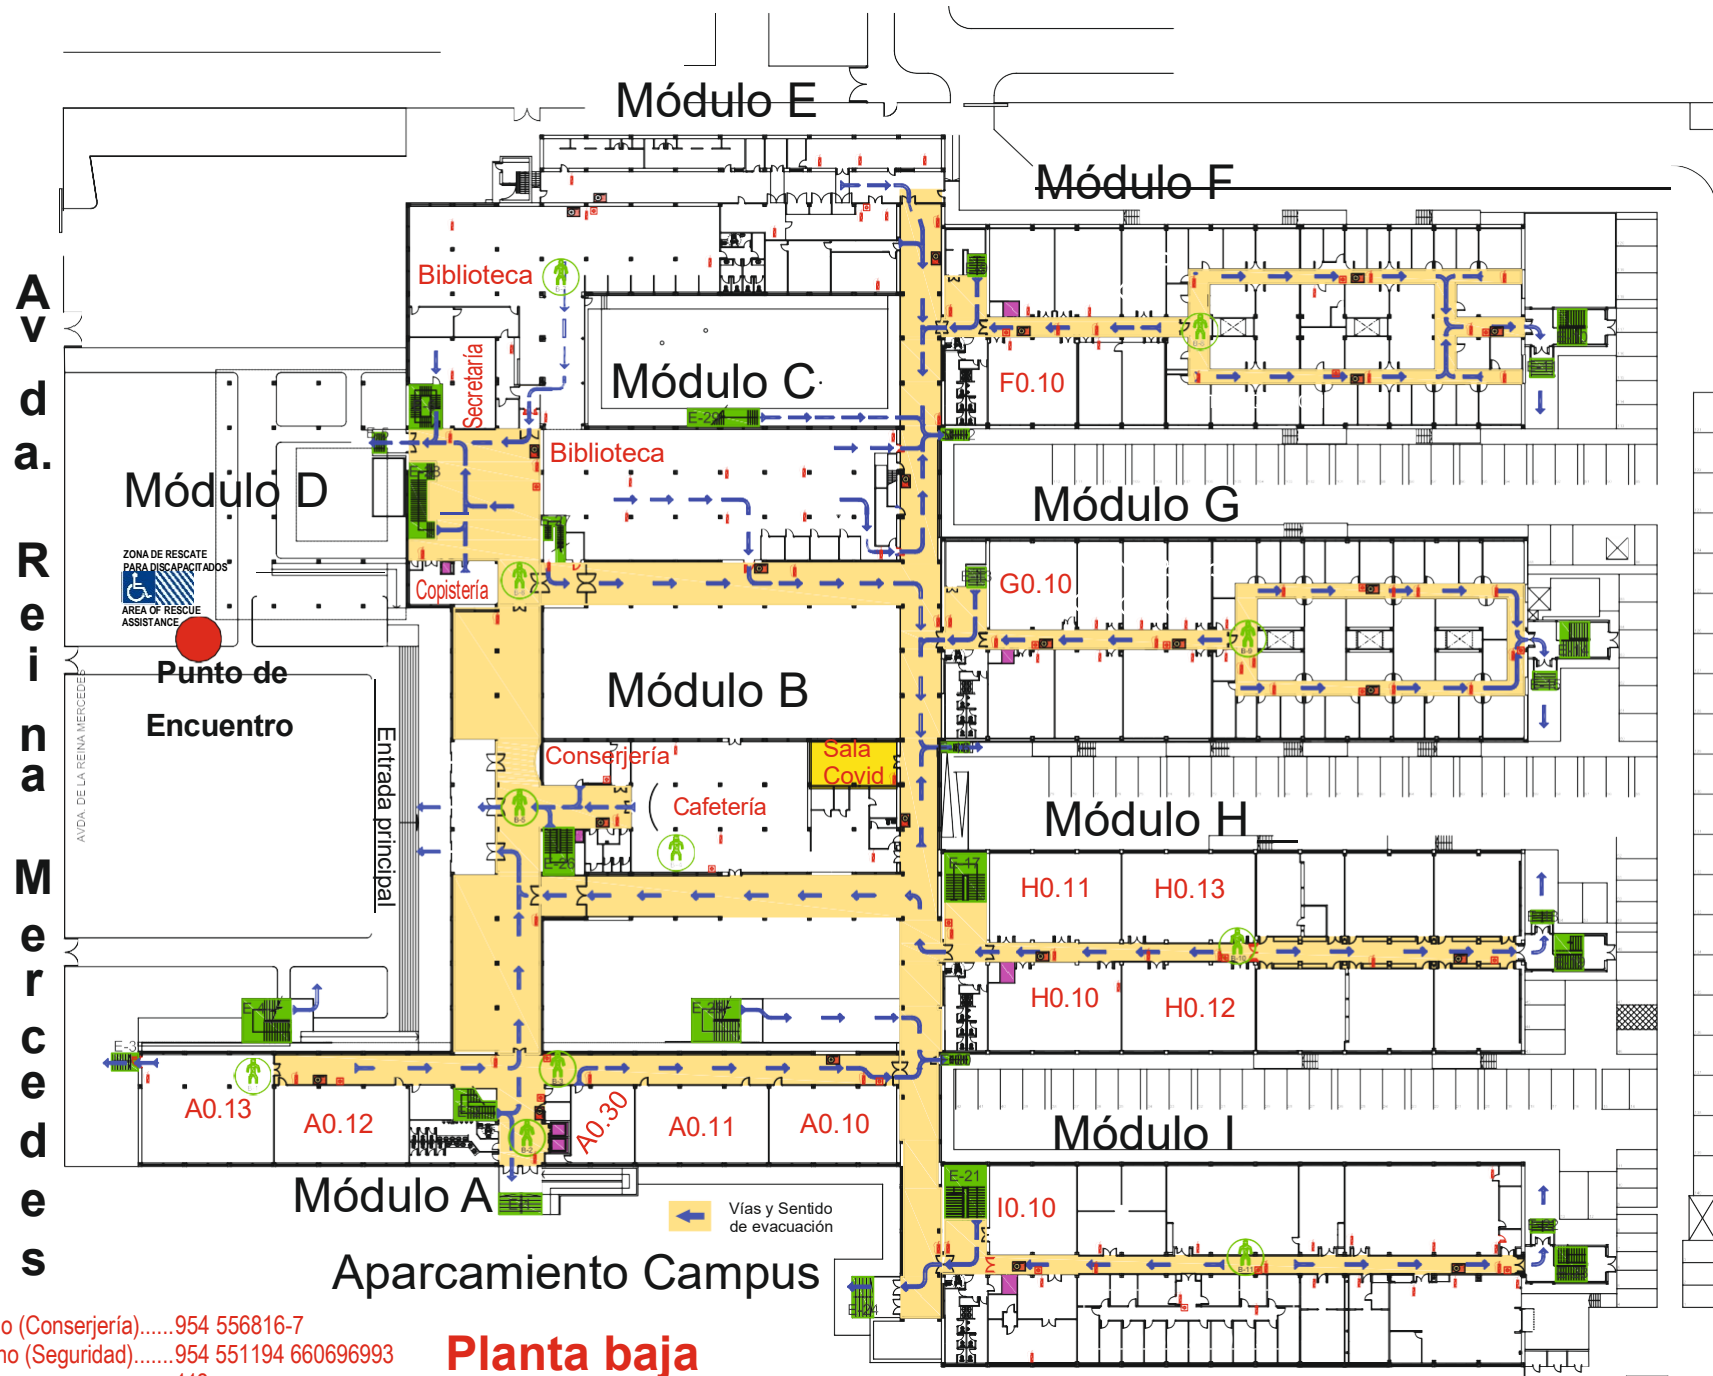 Módulo E
Módulo F
Biblioteca
Secretaría
Módulo C
F0.10
E-29
Biblioteca
Módulo D
Módulo G
ZONA DE RESCATE
PARA DISCAPACITADOS
AREA OF RESCUE
ASSISTANCE
Copistería
G0.10
Punto de
Encuentro
Avda. Reina Mercedes
AVDA. DE LA REINA MERCEDES
Entrada principal
Módulo B
Conserjería
Sala
Covid
Cafetería
E-26
Módulo H
E-17
H0.11
H0.13
H0.10
H0.12
E-3
A0.13
A0.12
A0.30
A0.11
A0.10
Módulo I
Módulo A
E-21
I0.10
Vías y Sentido
de evacuación
Aparcamiento Campus
E-24
o (Conserjería)......954 556816-7
no (Seguridad).......954 551194 660696993
Planta baja